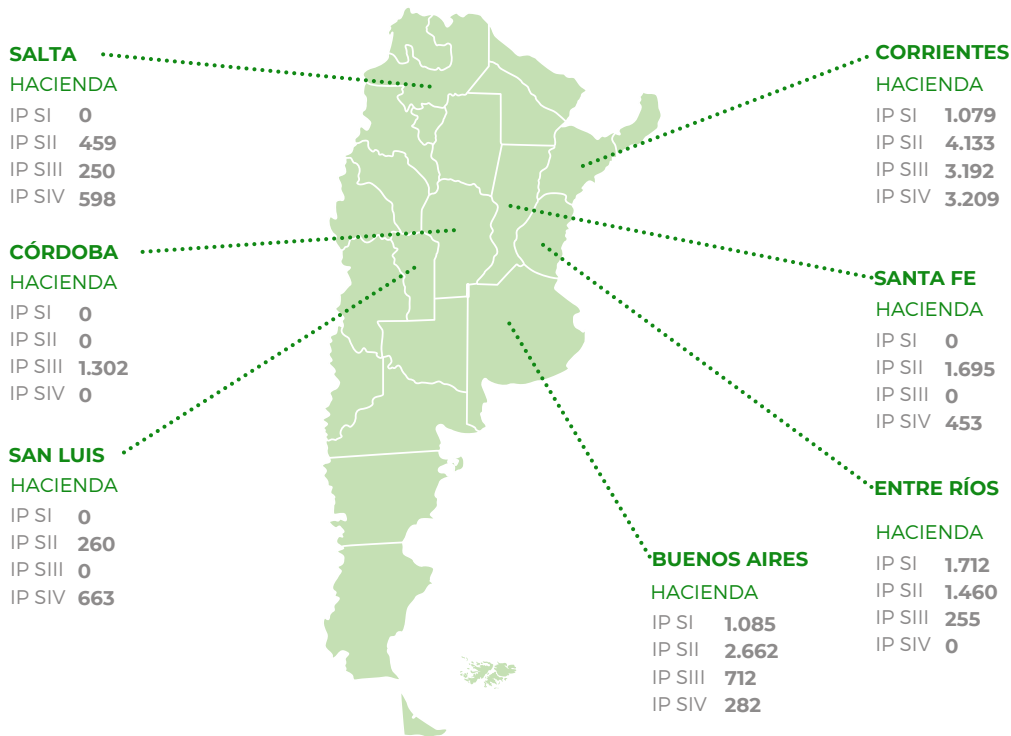 SALTA
HACIENDA
IP SI 0
IP SII 459
IP SIII 250
IP SIV 598
CÓRDOBA
HACIENDA
IP SI 0
IP SII 0
IP SIII 1.302
IP SIV 0
SAN LUIS
HACIENDA
IP SI 0
IP SII 260
IP SIII 0
IP SIV 663
CORRIENTES
HACIENDA
IP SI 1.079
IP SII 4.133
IP SIII 3.192
IP SIV 3.209
SANTA FE
HACIENDA
IP SI 0
IP SII 1.695
IP SIII 0
IP SIV 453
ENTRE RÍOS
HACIENDA
IP SI 1.712
IP SII 1.460
IP SIII 255
IP SIV 0
BUENOS AIRES
HACIENDA
IP SI 1.085
IP SII 2.662
IP SIII 712
IP SIV 282